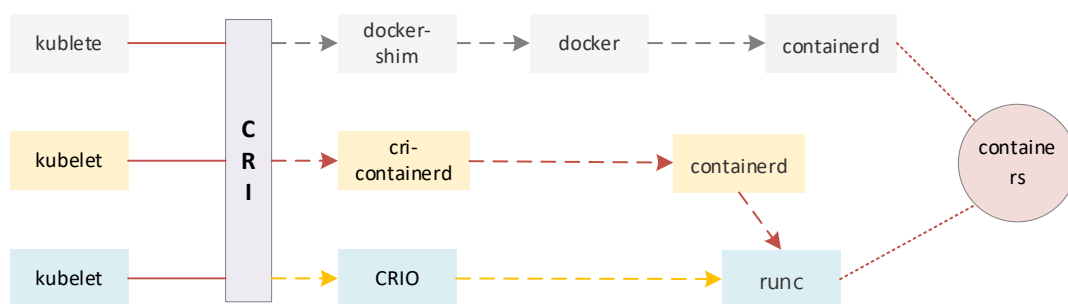 kublete
docker-
shim
docker
containerd
C
R
I
kubelet
cri-
containerd
containerd
containe
rs
kubelet
CRIO
runc